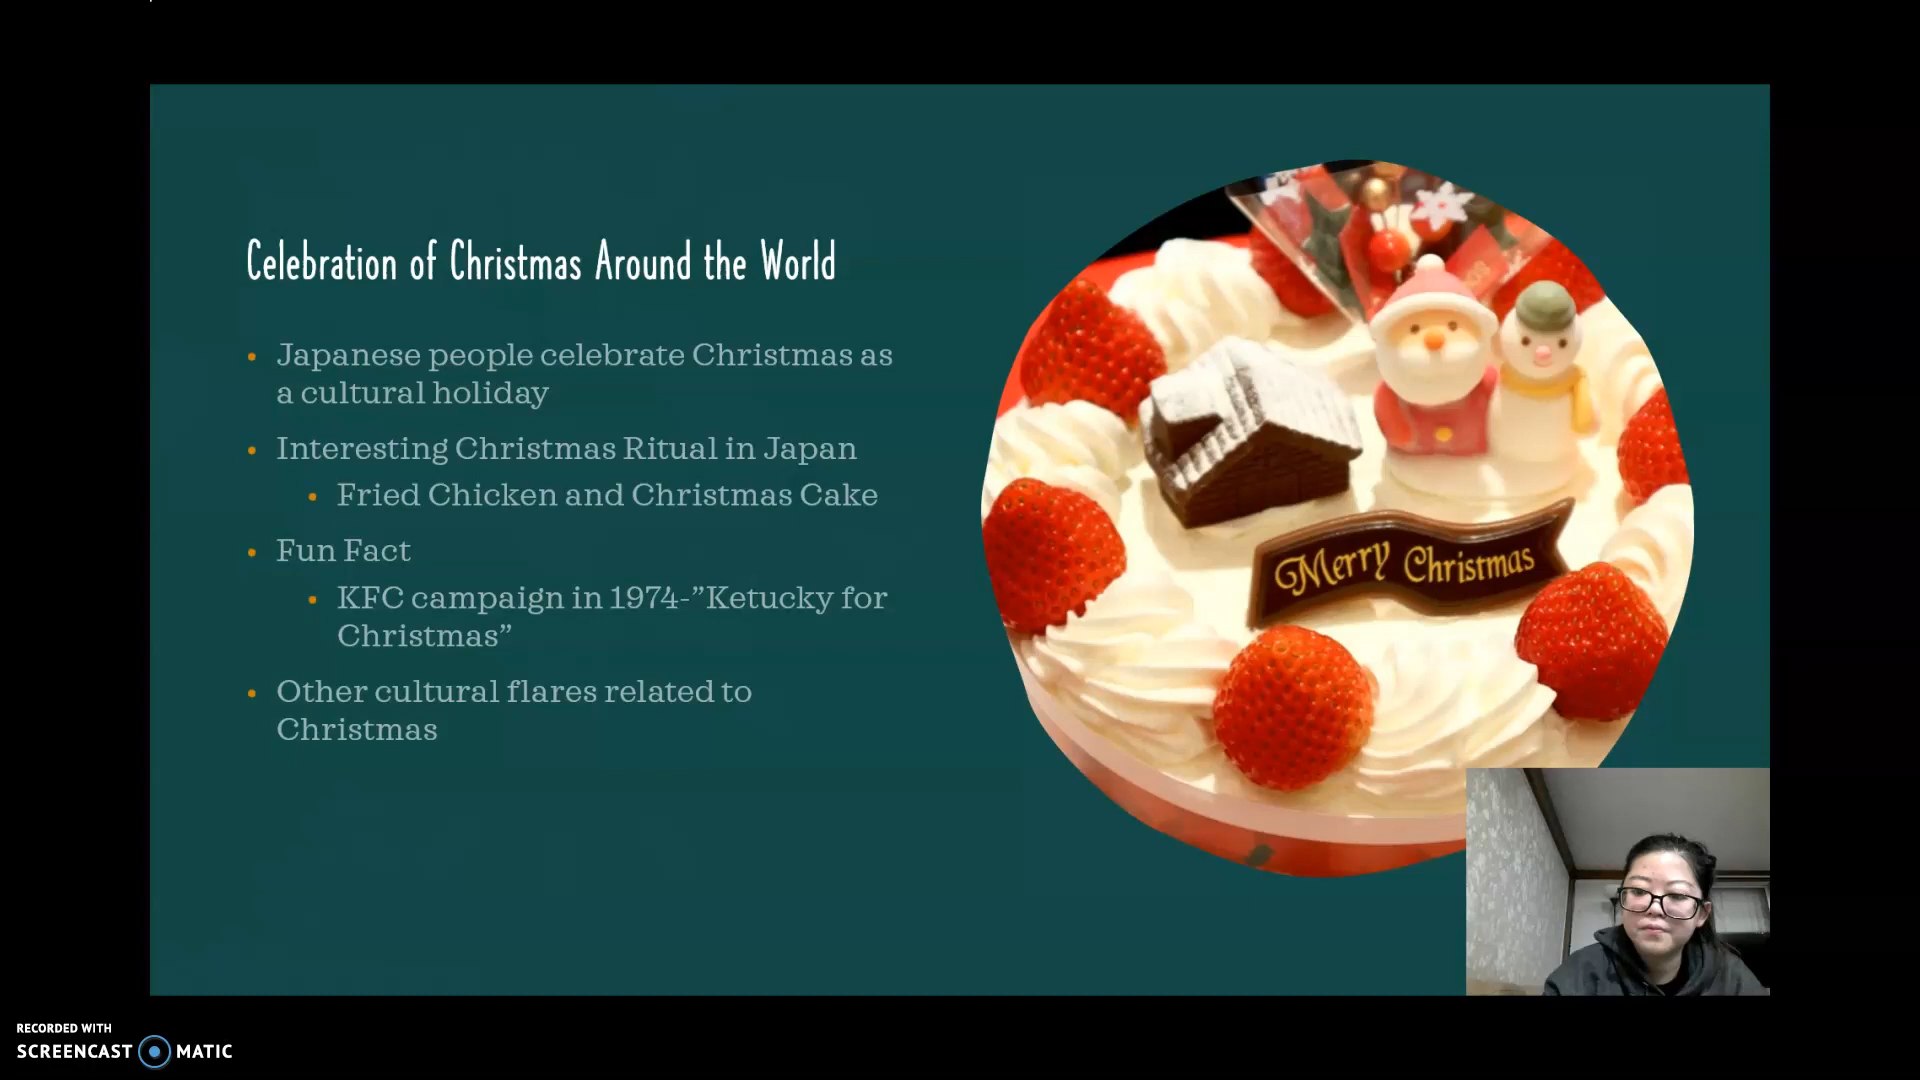 Celebration of Christmas Around the World
• Japanese people celebrate Christmas as
a cultural holiday
• Interesting Christmas Ritual in Japan
• Fried Chicken and Christmas Cake
• Fun Fact
• KFC campaign in 1974-”Ketucky for
Christmas”
• Other cultural flares related to
Christmas
Merry Christmas
RECORDED WITH
SCREENCAST MATIC